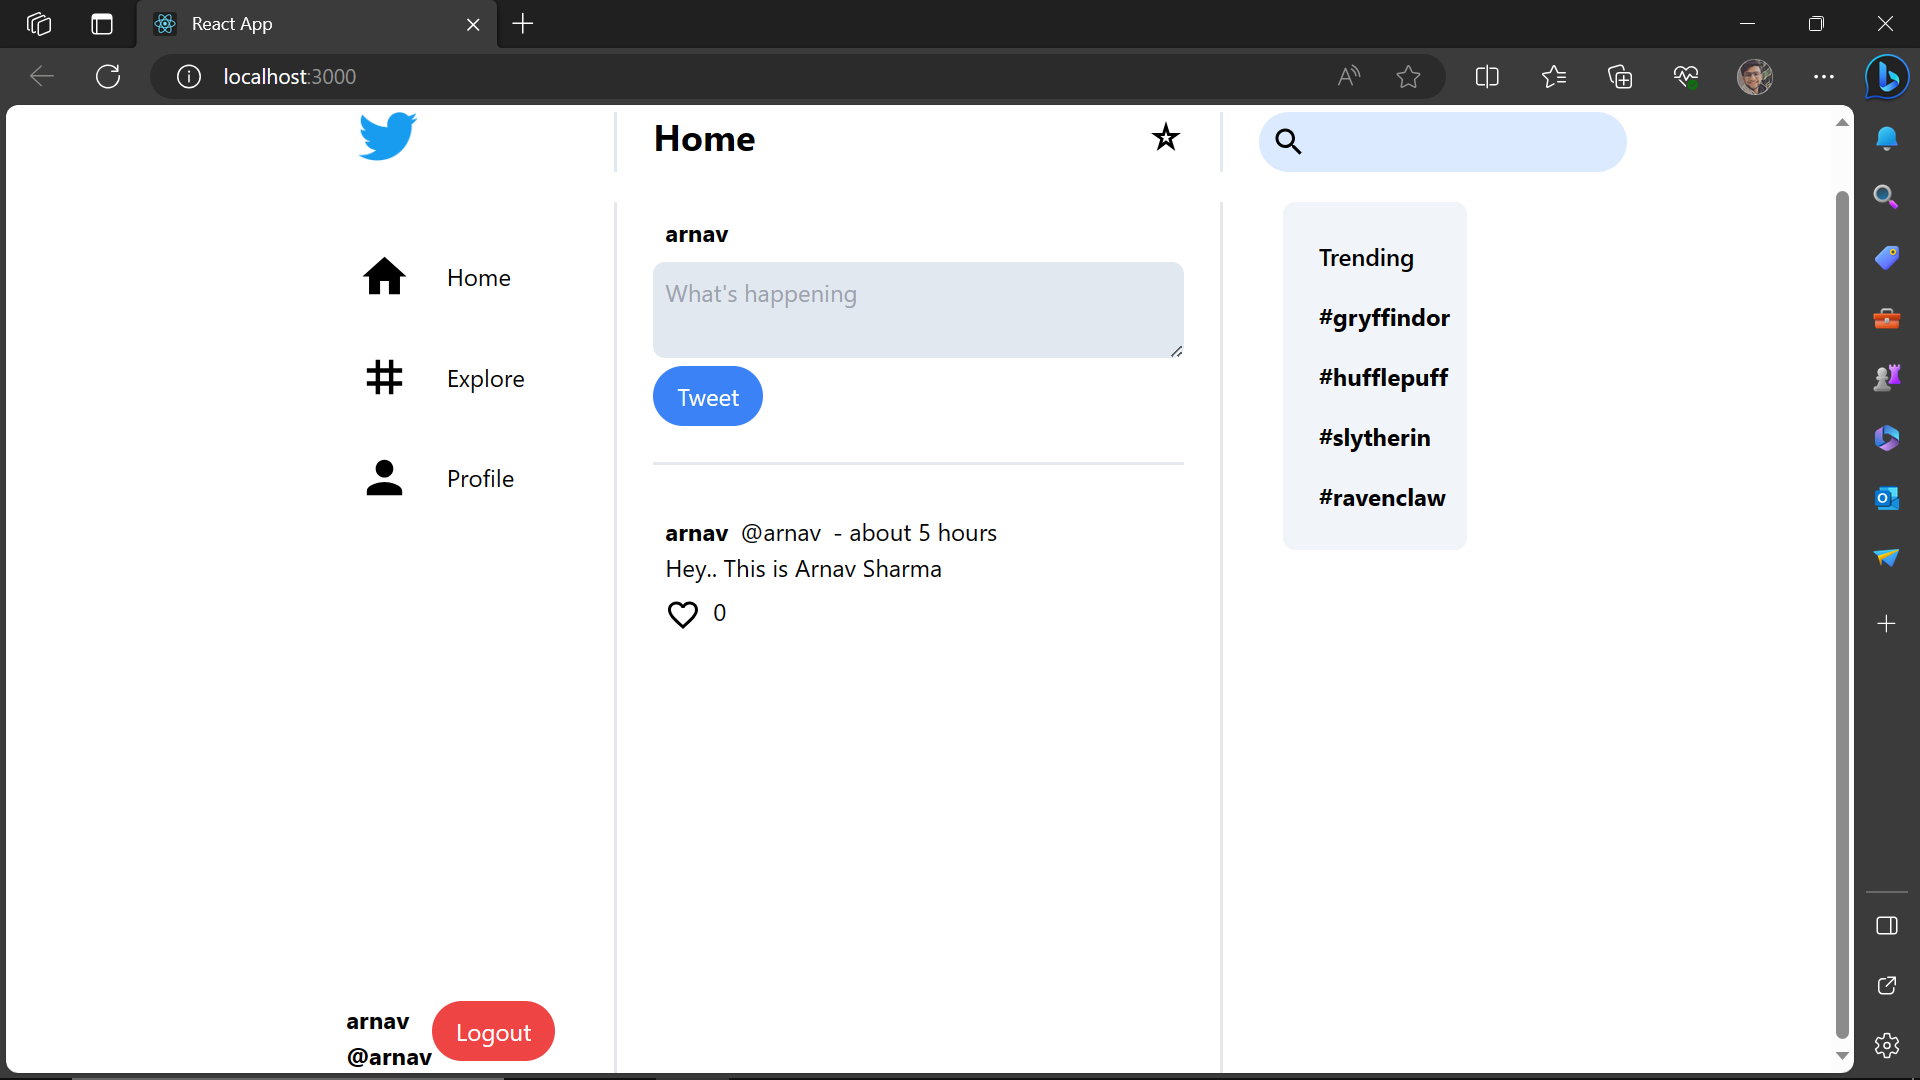 React App
localhost:3000
Home
Home
Explore
Profile
arnav
@arnav
Logout
arnav
What's happening
Tweet
arnav @arnav - about 5 hours
Hey.. This is Arnav Sharma
0
Trending
#gryffindor
#hufflepuff
#slytherin
#ravenclaw